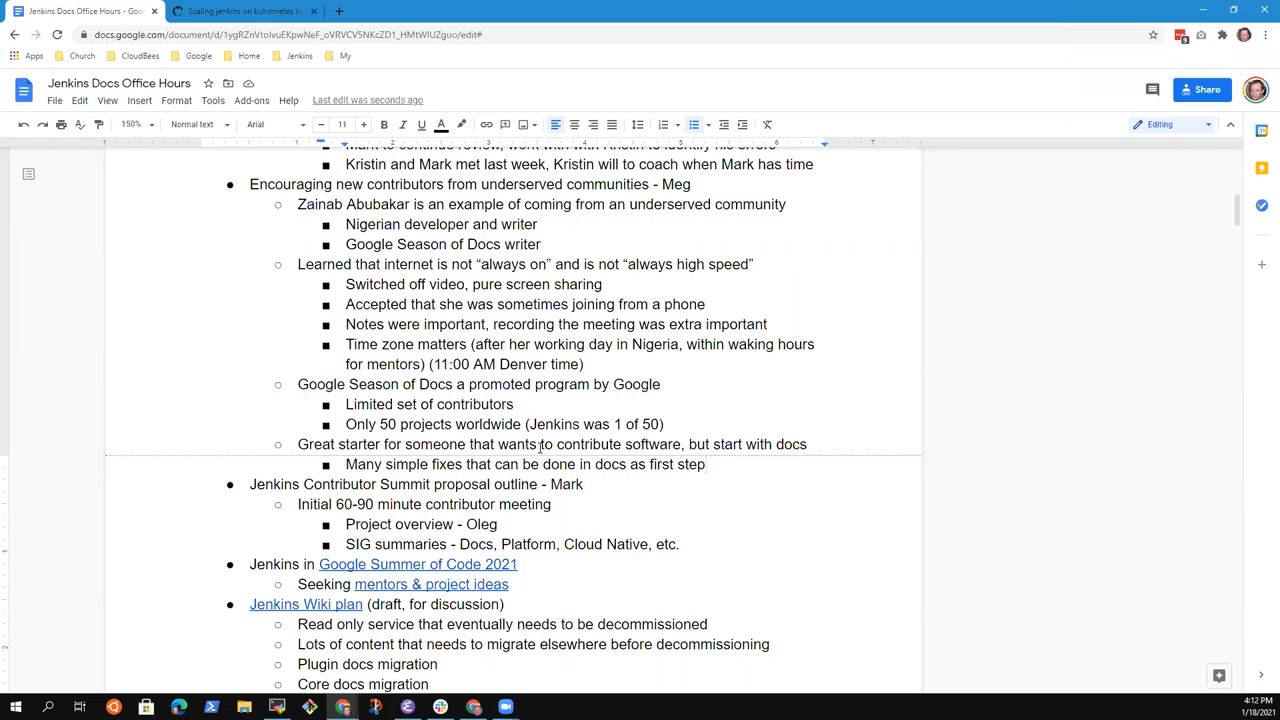 Jenkins Docs Office Hours - Goo
Scaling jenkins on kubernetes b
docs.google.com/document/d/1ygRZnVtoIvuEKpwNeF_oVRVCV5NKcZD1_HMtWIUZguo/edit#
Apps Church CloudBees Google Home Jenkins My
Jenkins Docs Office Hours
File Edit View Insert Format Tools Add-ons Help Last edit was seconds ago
Share
150% Normal text Arial 11 Editing
1 1 2 3 4 5 6 7
Kristin and Mark met last week, Kristin will to coach when Mark has time
● Encouraging new contributors from underserved communities - Meg
○ Zainab Abubakar is an example of coming from an underserved community
■ Nigerian developer and writer
■ Google Season of Docs writer
○ Learned that internet is not “always on” and is not “always high speed”
■ Switched off video, pure screen sharing
■ Accepted that she was sometimes joining from a phone
■ Notes were important, recording the meeting was extra important
■ Time zone matters (after her working day in Nigeria, within waking hours
for mentors) (11:00 AM Denver time)
○ Google Season of Docs a promoted program by Google
■ Limited set of contributors
■ Only 50 projects worldwide (Jenkins was 1 of 50)
○ Great starter for someone that wants to contribute software, but start with docs
■ Many simple fixes that can be done in docs as first step
● Jenkins Contributor Summit proposal outline - Mark
○ Initial 60-90 minute contributor meeting
■ Project overview - Oleg
■ SIG summaries - Docs, Platform, Cloud Native, etc.
● Jenkins in Google Summer of Code 2021
○ Seeking mentors & project ideas
● Jenkins Wiki plan (draft, for discussion)
○ Read only service that eventually needs to be decommissioned
○ Lots of content that needs to migrate elsewhere before decommissioning
○ Plugin docs migration
○ Core docs migration
4:12 PM
1/18/2021